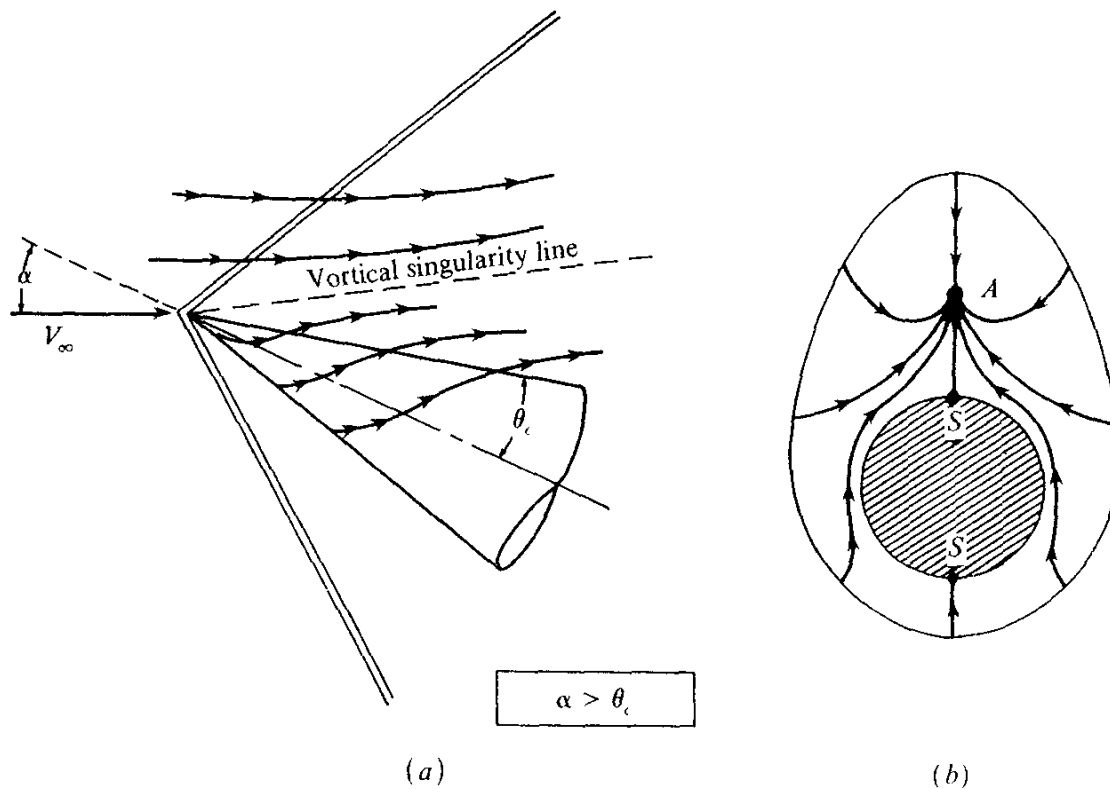 Vortical singularity line
α
V∞
θc
A
S
S
α > θc
(a)
(b)